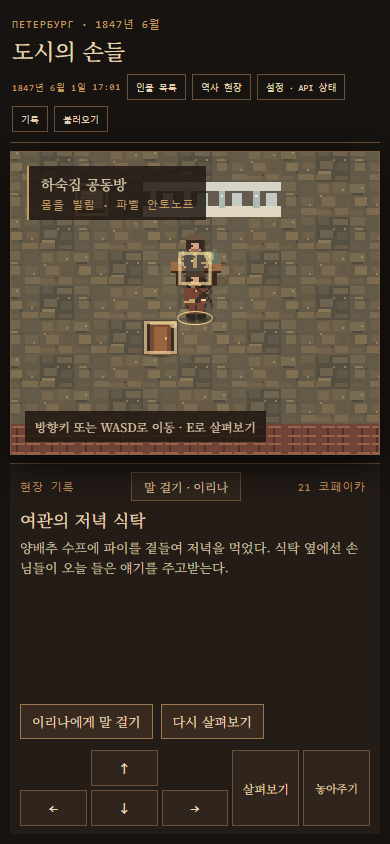 ПЕТЕРБУРГ · 1847년 6월
도시의 손들
1847년 6월 1일 17:01 인물 목록 역사 현장 설정 · API 상태
기록 불러오기
하숙집 공동방
몸을 빌림 · 파벨 안토노프
방향키 또는 WASD로 이동 · E로 살펴보기
현장 기록 말 걸기 · 이리나 21 코페이카
여관의 저녁 식탁
양배추 수프에 파이를 곁들여 저녁을 먹었다. 식탁 옆에선 손
님들이 오늘 들은 얘기를 주고받는다.
이리나에게 말 걸기 다시 살펴보기
↑
← ↓ → 살펴보기 놓아주기